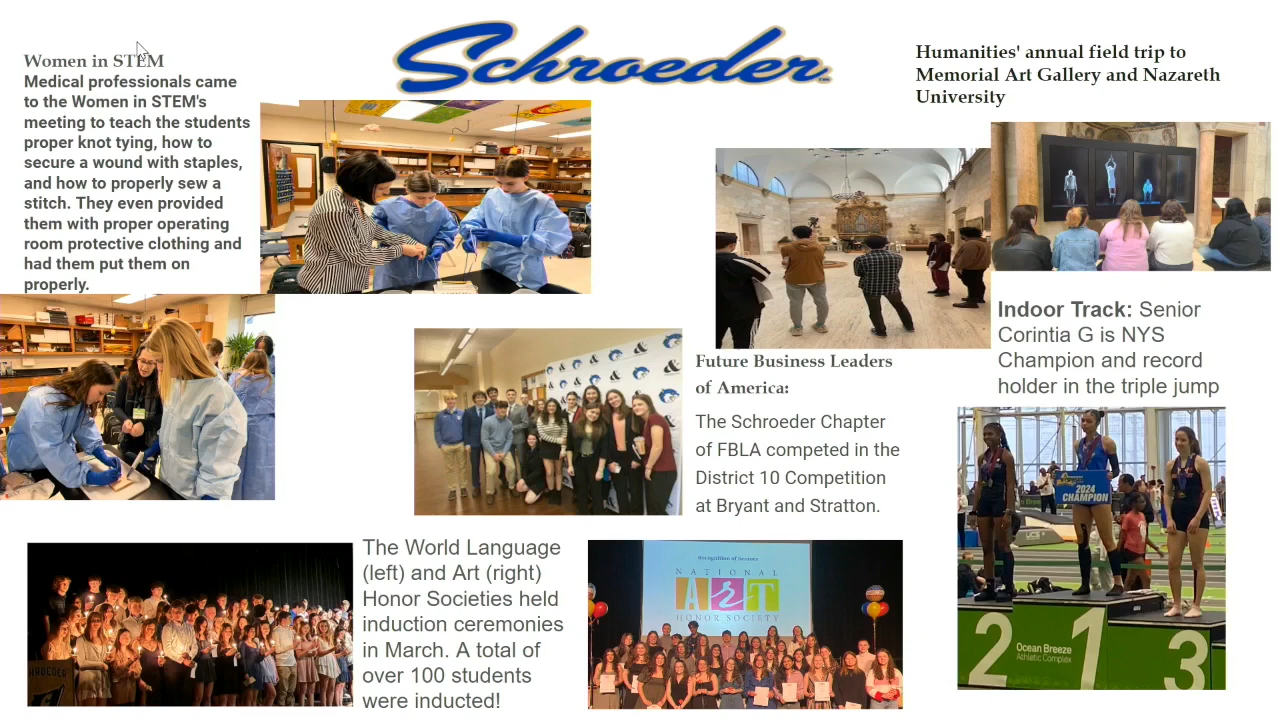 Schroeder
Women in STEM
Medical professionals came
to the Women in STEM's
meeting to teach the students
proper knot tying, how to
secure a wound with staples,
and how to properly sew a
stitch. They even provided
them with proper operating
room protective clothing and
had them put them on
properly.
Humanities' annual field trip to
Memorial Art Gallery and Nazareth
University
Indoor Track: Senior
Corintia G is NYS
Champion and record
holder in the triple jump
Future Business Leaders
of America:
The Schroeder Chapter
of FBLA competed in the
District 10 Competition
at Bryant and Stratton.
2024
CHAMPION
2 1 3
Ocean Breeze
Athletic Complex
The World Language
(left) and Art (right)
Honor Societies held
induction ceremonies
in March. A total of
over 100 students
were inducted!
Recognition of Seniors
NATIONAL
ART
HONOR SOCIETY